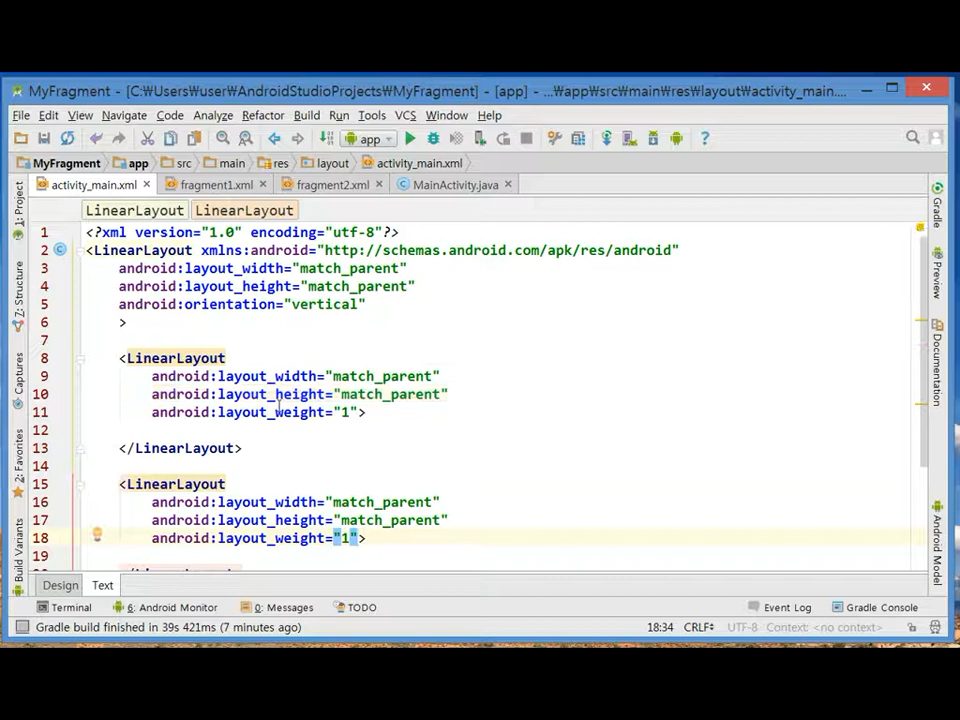 MyFragment - [C:₩Users₩user₩AndroidStudioProjects₩MyFragment] - [app] - ...₩app₩src₩main₩res₩layout₩activity_main....
File Edit View Navigate Code Analyze Refactor Build Run Tools VCS Window Help
app
MyFragment app src main res layout activity_main.xml
activity_main.xml fragment1.xml fragment2.xml MainActivity.java
LinearLayout LinearLayout
1 <?xml version="1.0" encoding="utf-8"?>
2 <LinearLayout xmlns:android="http://schemas.android.com/apk/res/android"
3 android:layout_width="match_parent"
4 android:layout_height="match_parent"
5 android:orientation="vertical"
6 >
7
8 <LinearLayout
9 android:layout_width="match_parent"
10 android:layout_height="match_parent"
11 android:layout_weight="1">
12
13 </LinearLayout>
14
15 <LinearLayout
16 android:layout_width="match_parent"
17 android:layout_height="match_parent"
18 android:layout_weight="1">
19
1: Project
7: Structure
Captures
2: Favorites
Build Variants
Gradle
Preview
Documentation
Android Model
Design Text
Terminal 6: Android Monitor 0: Messages TODO Event Log Gradle Console
Gradle build finished in 39s 421ms (7 minutes ago) 18:34 CRLF UTF-8 Context: <no context>